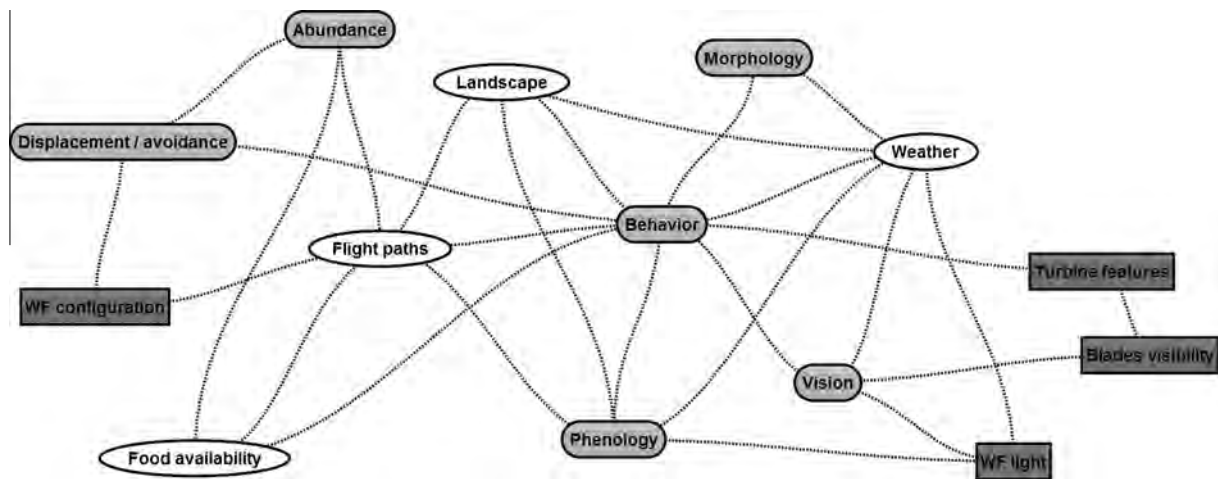 Abundance
Morphology
Landscape
Displacement / avoidance
Weather
Behavior
Flight paths
Turbine features
WF configuration
Blades visibility
Vision
Phenology
Food availability
WF light